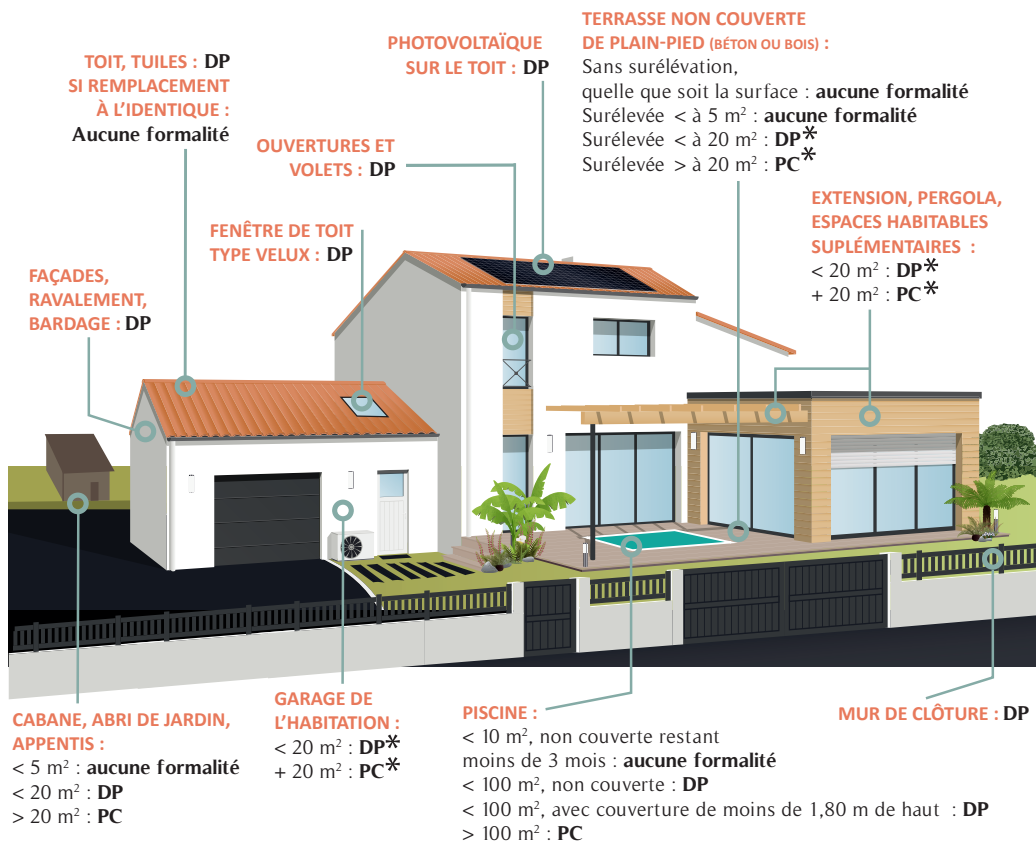 TOIT, TUILES : DP
SI REMPLACEMENT
À L'IDENTIQUE :
Aucune formalité
PHOTOVOLTAÏQUE
SUR LE TOIT : DP
TERRASSE NON COUVERTE
DE PLAIN-PIED (BÉTON OU BOIS) :
Sans surélévation,
quelle que soit la surface : aucune formalité
Surélevée < à 5 m² : aucune formalité
Surélevée < à 20 m² : DP*
Surélevée > à 20 m² : PC*
OUVERTURES ET
VOLETS : DP
EXTENSION, PERGOLA,
ESPACES HABITABLES
SUPLÉMENTAIRES :
< 20 m² : DP*
+ 20 m² : PC*
FENÊTRE DE TOIT
TYPE VELUX : DP
FAÇADES,
RAVALEMENT,
BARDAGE : DP
CABANE, ABRI DE JARDIN,
APPENTIS :
< 5 m² : aucune formalité
< 20 m² : DP
> 20 m² : PC
GARAGE DE
L'HABITATION :
< 20 m² : DP*
+ 20 m² : PC*
PISCINE :
< 10 m², non couverte restant
moins de 3 mois : aucune formalité
< 100 m², non couverte : DP
< 100 m², avec couverture de moins de 1,80 m de haut : DP
> 100 m² : PC
MUR DE CLÔTURE : DP